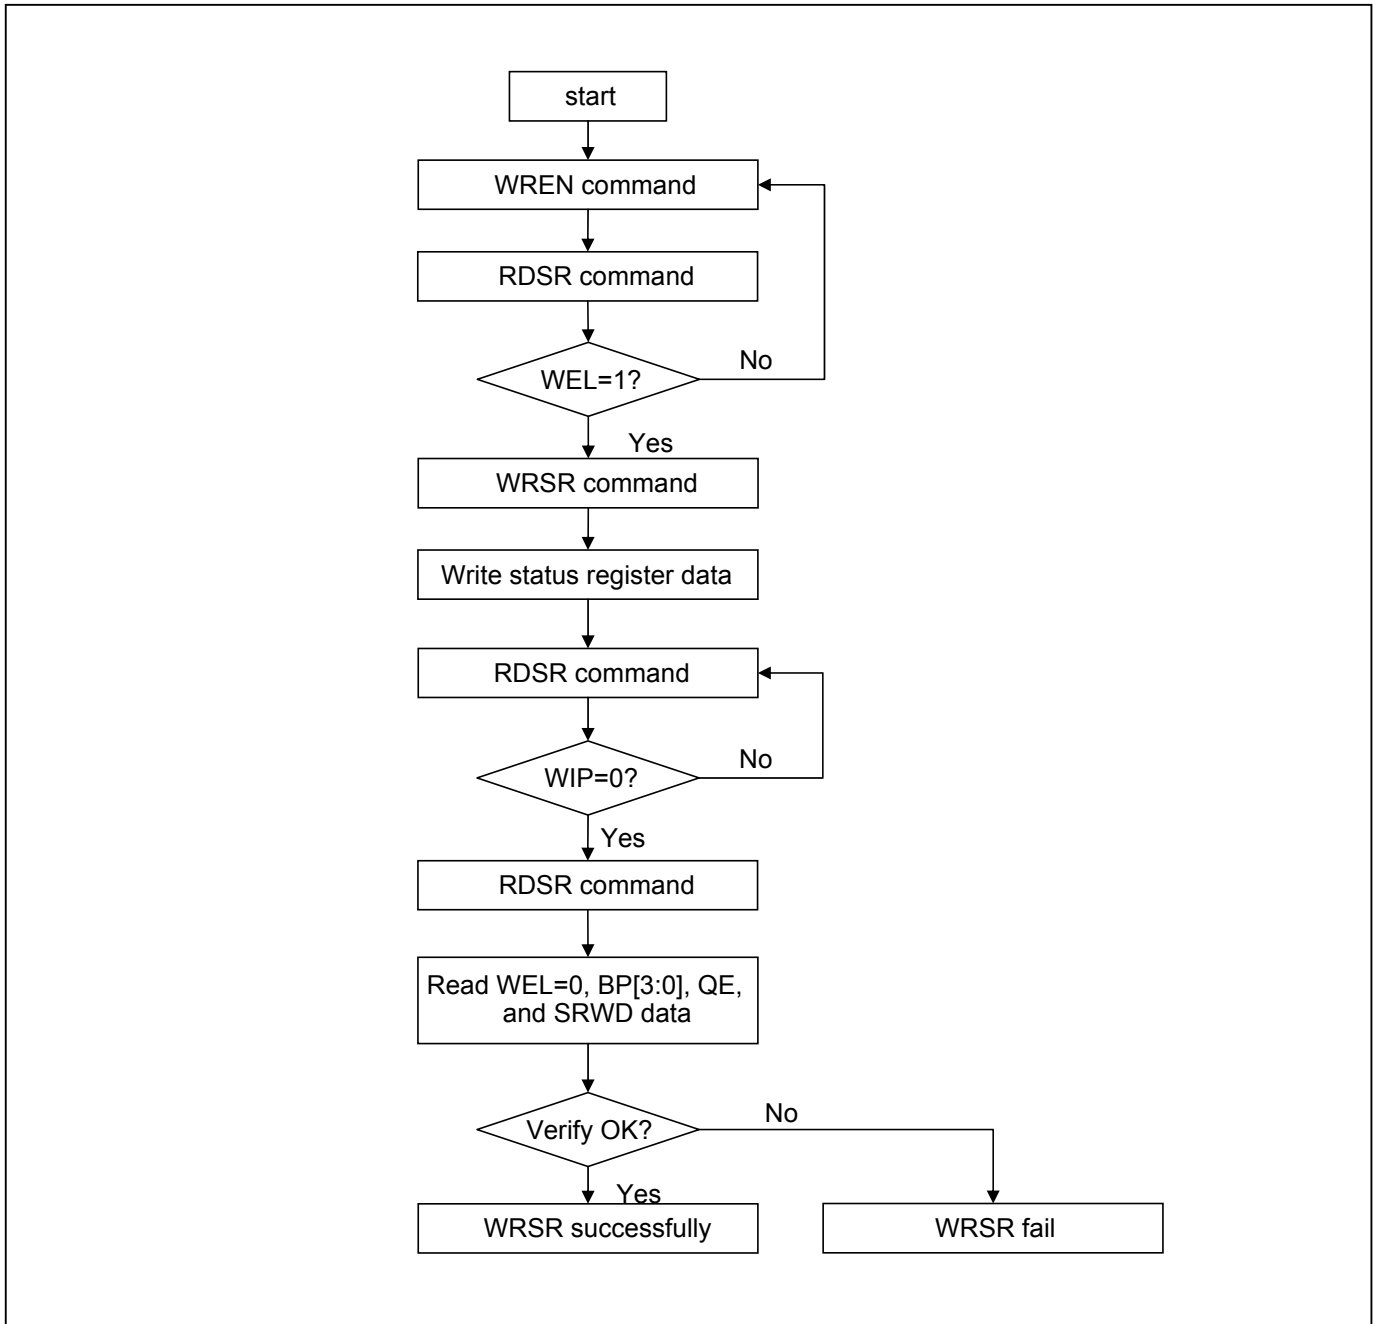 start
WREN command
RDSR command
WEL=1?
No
Yes
WRSR command
Write status register data
RDSR command
WIP=0?
No
Yes
RDSR command
Read WEL=0, BP[3:0], QE,
and SRWD data
Verify OK?
No
Yes
WRSR successfully
WRSR fail